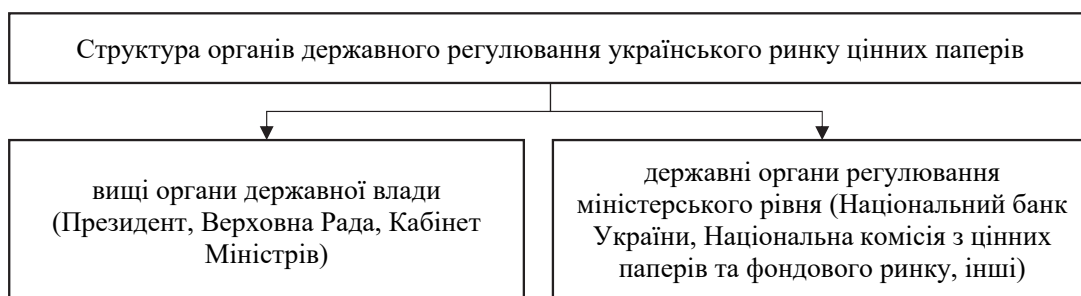 Структура органів державного регулювання українського ринку цінних паперів
вищі органи державної влади
(Президент, Верховна Рада, Кабінет
Міністрів)
державні органи регулювання
міністерського рівня (Національний банк
України, Національна комісія з цінних
паперів та фондового ринку, інші)